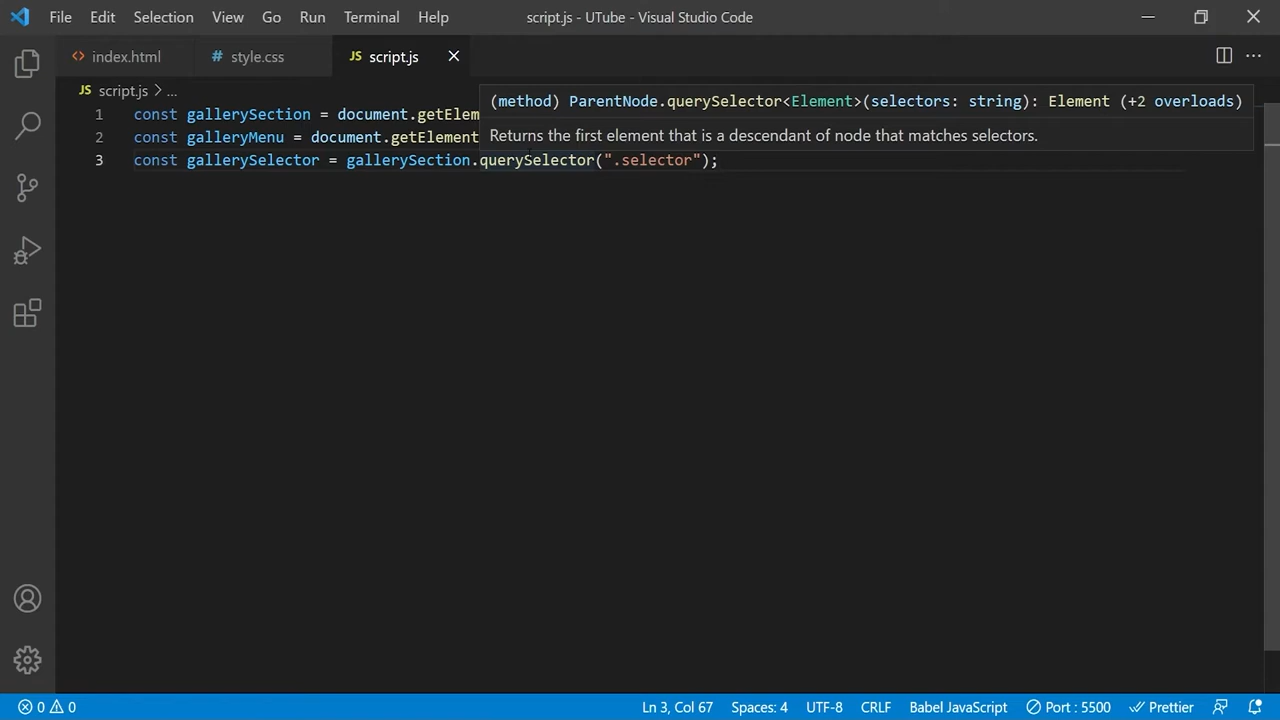 File Edit Selection View Go Run Terminal Help script.js - UTube - Visual Studio Code
<> index.html # style.css JS script.js
JS script.js > ...
(method) ParentNode.querySelector<Element>(selectors: string): Element (+2 overloads)
Returns the first element that is a descendant of node that matches selectors.
1 const gallerySection = document.getElem
2 const galleryMenu = document.getElement
3 const gallerySelector = gallerySection.querySelector(".selector");
0 0 Ln 3, Col 67 Spaces: 4 UTF-8 CRLF Babel JavaScript Port : 5500 Prettier